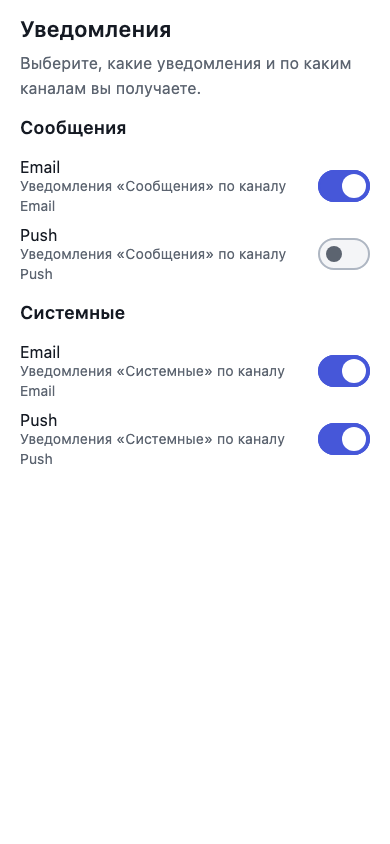 Уведомления
Выберите, какие уведомления и по каким
каналам вы получаете.
Сообщения
Email
Уведомления «Сообщения» по каналу
Email
Push
Уведомления «Сообщения» по каналу
Push
Системные
Email
Уведомления «Системные» по каналу
Email
Push
Уведомления «Системные» по каналу
Push